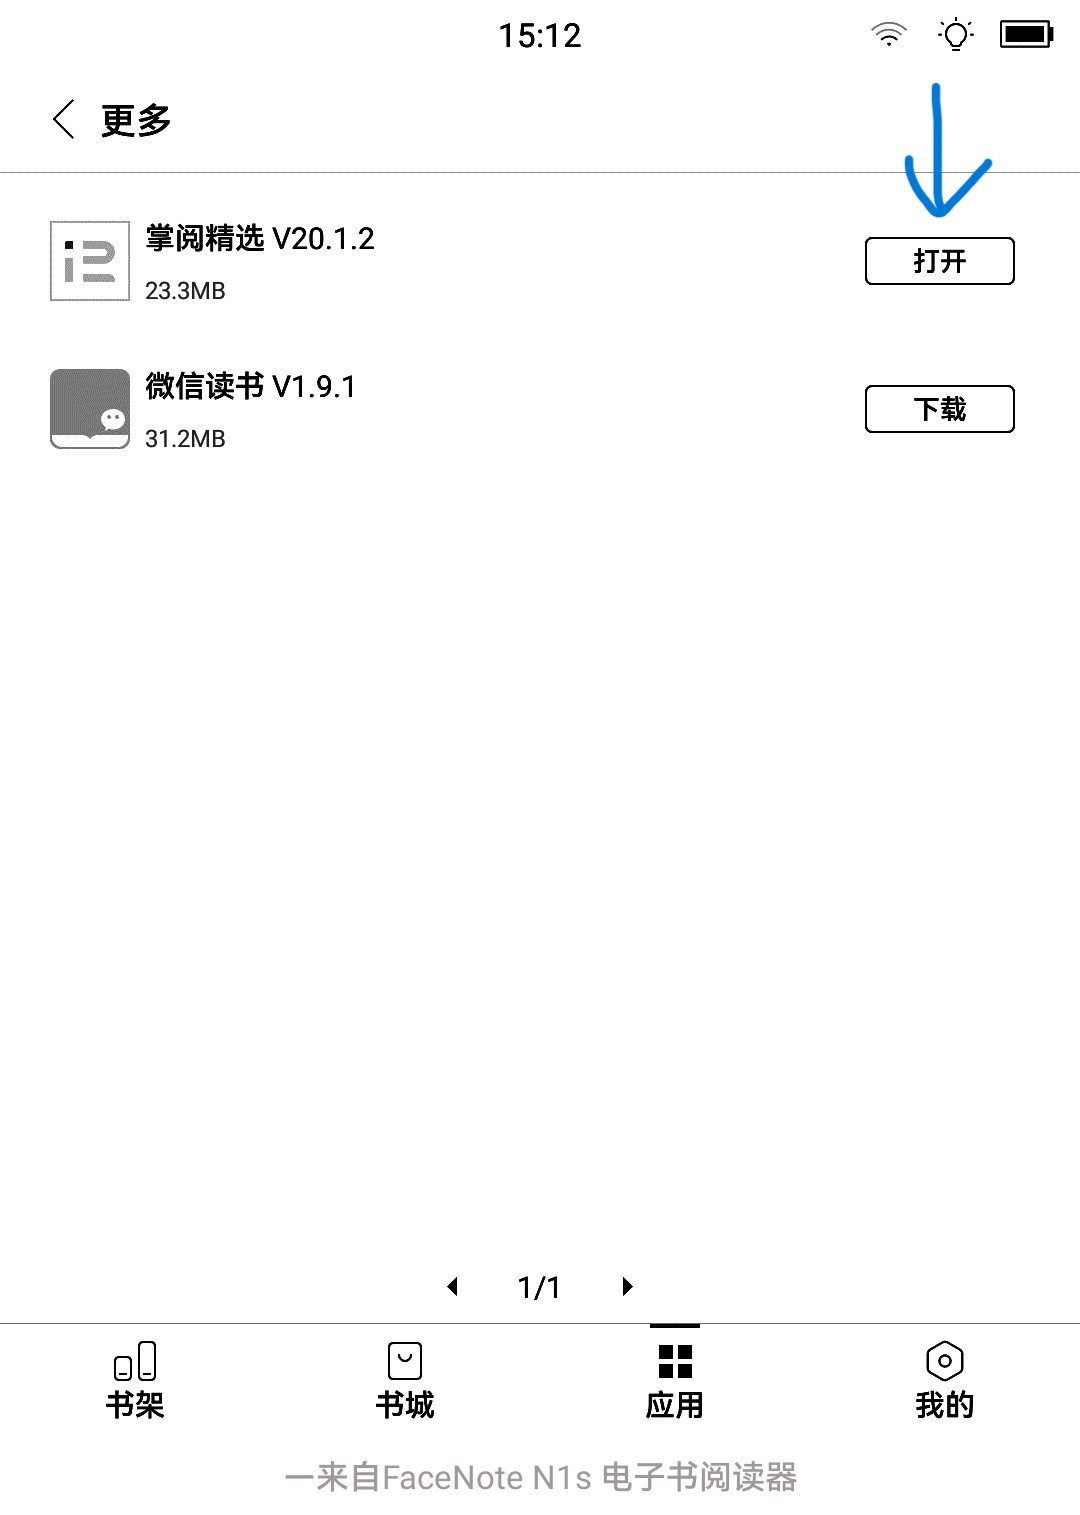 15:12
更多
掌阅精选 V20.1.2
23.3MB
打开
微信读书 V1.9.1
31.2MB
下载
1/1
书架
书城
应用
我的
一来自FaceNote N1s 电子书阅读器